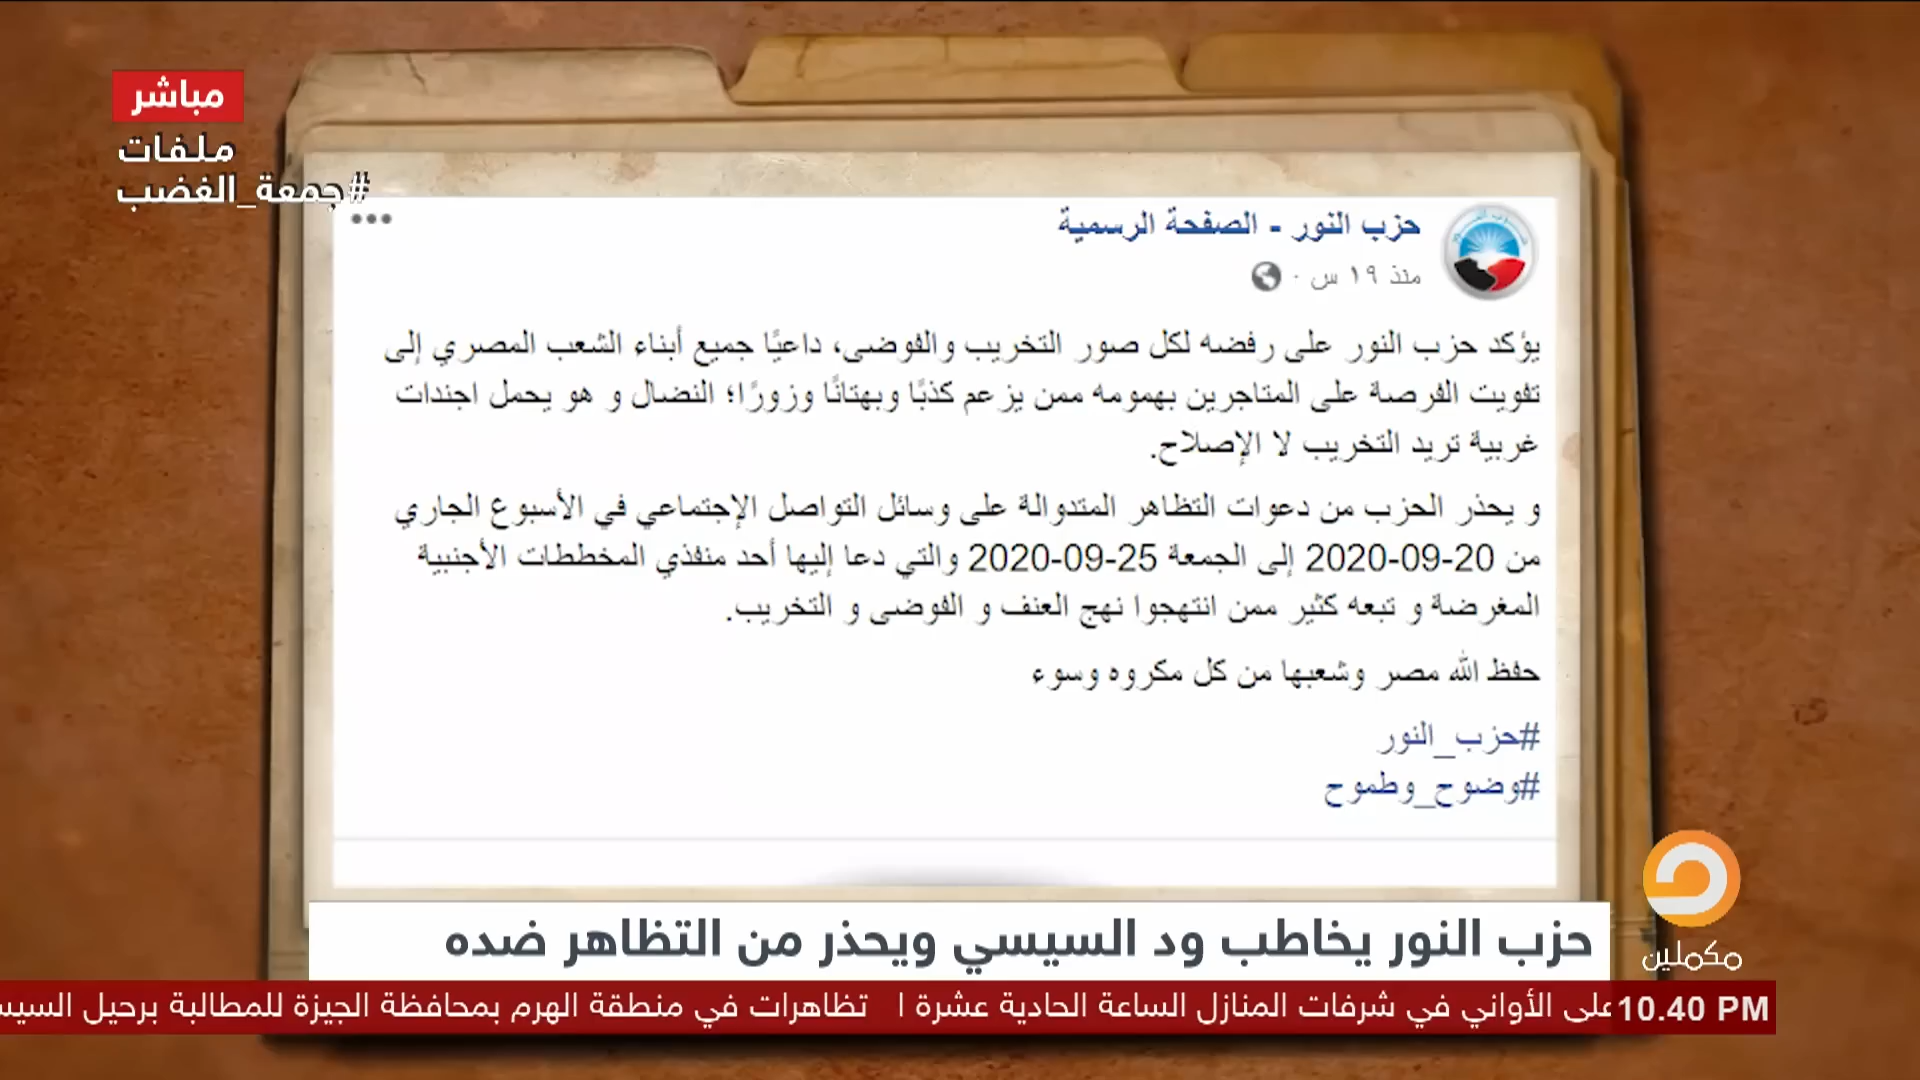 مباشر
ملفات
#جمعة_الغضب
حزب النور - الصفحة الرسمية
منذ ١٩ س ·
يؤكد حزب النور على رفضه لكل صور التخريب والفوضى، داعيًا جميع أبناء الشعب المصري إلى
تفويت الفرصة على المتاجرين بهمومه ممن يزعم كذبًا وبهتانًا وزورًا؛ النضال و هو يحمل اجندات
غربية تريد التخريب لا الإصلاح.
و يحذر الحزب من دعوات التظاهر المتدوالة على وسائل التواصل الإجتماعي في الأسبوع الجاري
من 20-09-2020 إلى الجمعة 25-09-2020 والتي دعا إليها أحد منفذي المخططات الأجنبية
المغرضة و تبعه كثير ممن انتهجوا نهج العنف و الفوضى و التخريب.
حفظ الله مصر وشعبها من كل مكروه وسوء
#حزب_النور
#وضوح_وطموح
مكملين
حزب النور يخاطب ود السيسي ويحذر من التظاهر ضده
على الأواني في شرفات المنازل الساعة الحادية عشرة ا تظاهرات في منطقة الهرم بمحافظة الجيزة للمطالبة برحيل السيس
10.40 PM